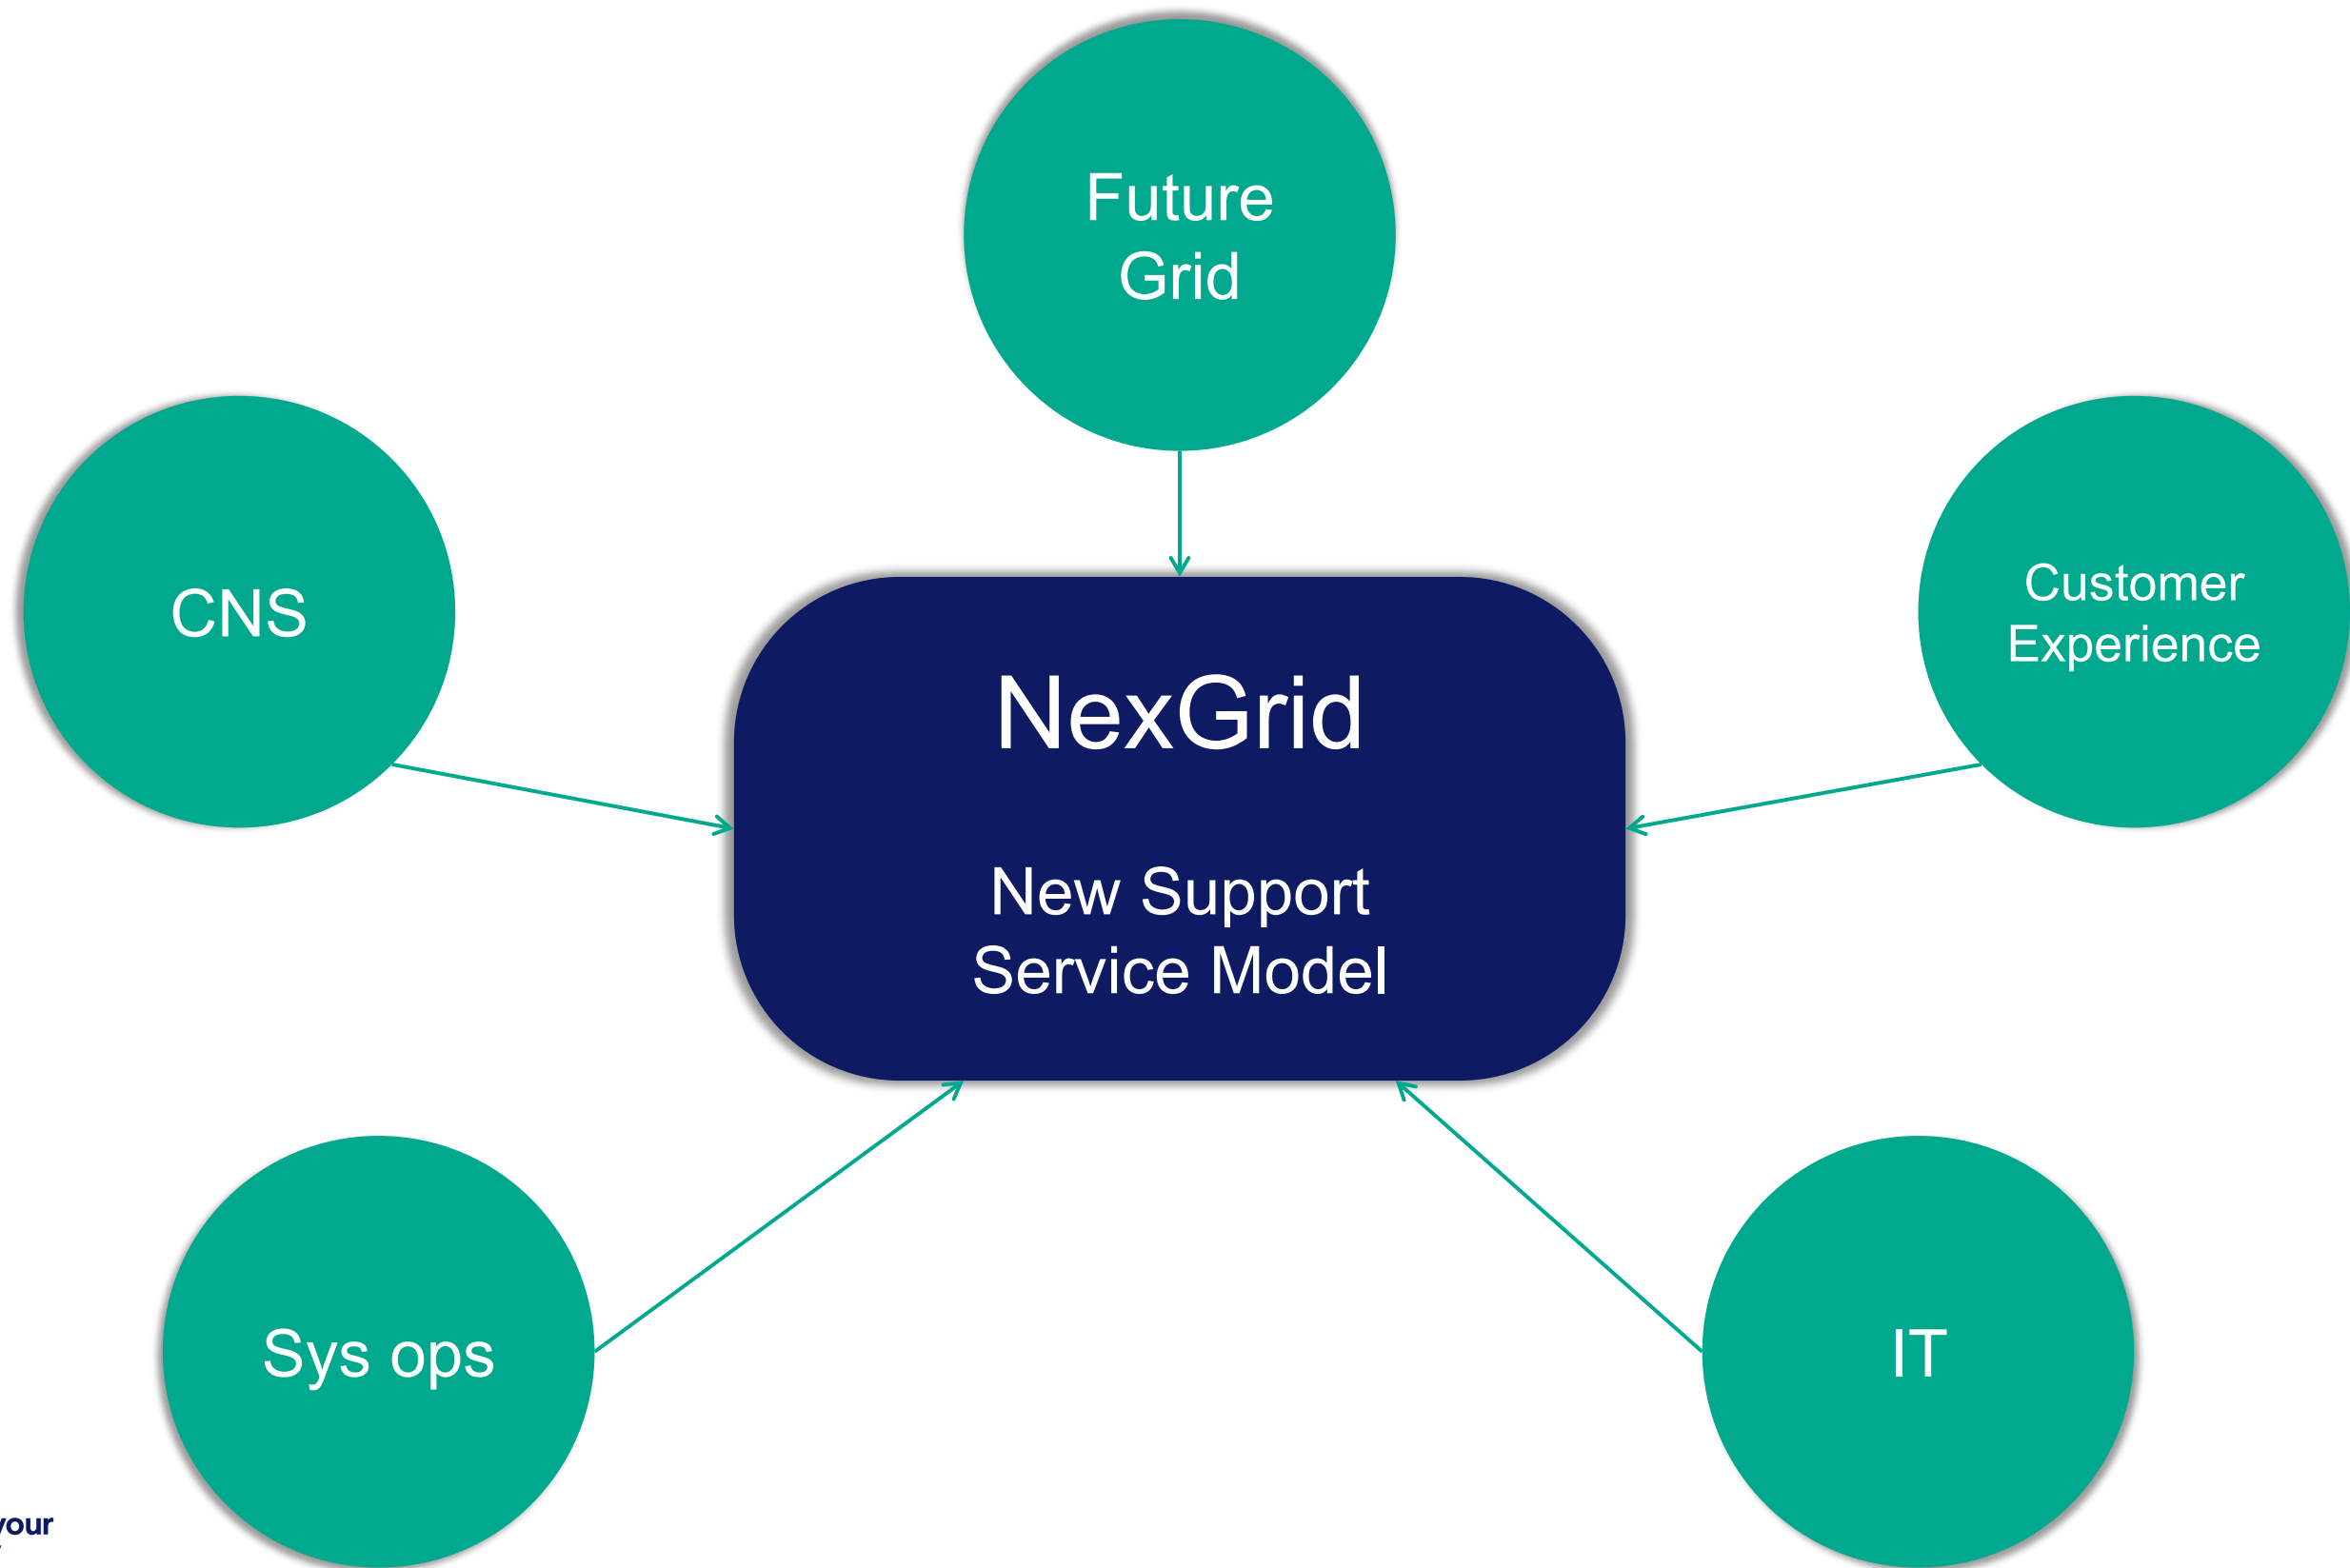 Future
Grid
CNS
Customer
Experience
NexGrid
New Support
Service Model
Sys ops
IT
your